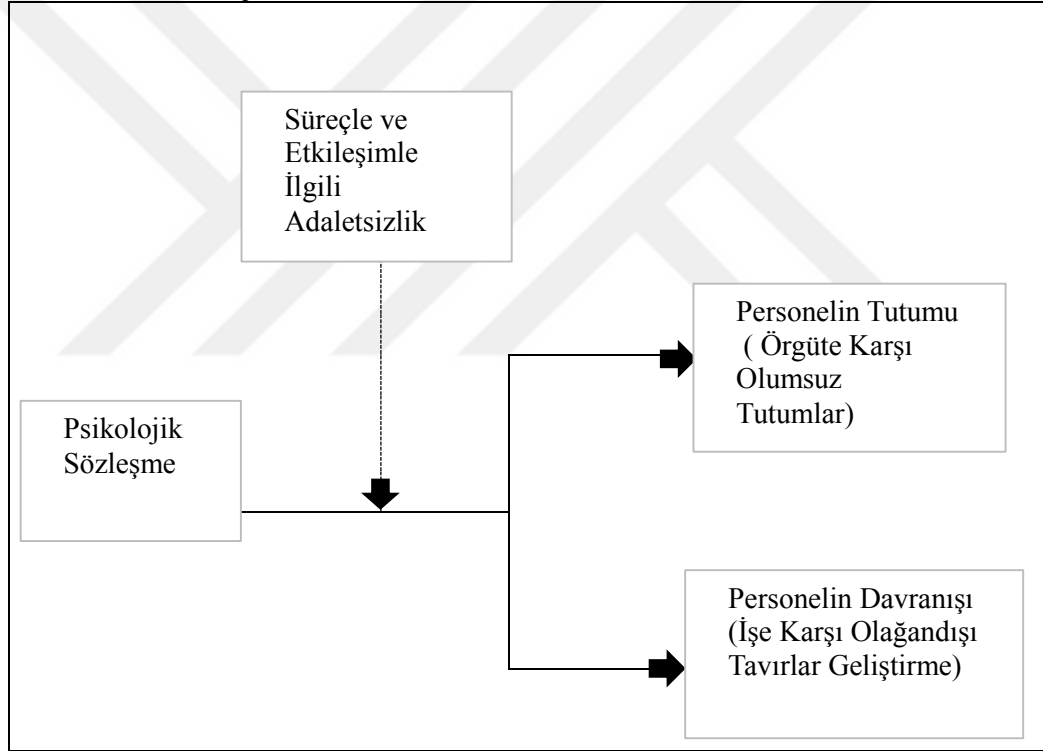 Süreçle ve
Etkileşimle
İlgili
Adaletsizlik
Personelin Tutumu
( Örgüte Karşı
Olumsuz
Tutumlar)
Psikolojik
Sözleşme
Personelin Davranışı
(İşe Karşı Olağandışı
Tavırlar Geliştirme)